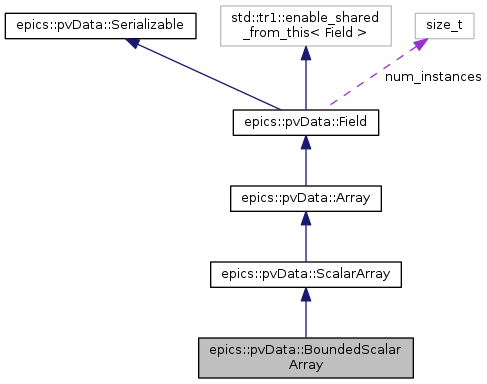 epics::pvData::Serializable
std::tr1::enable_shared
_from_this< Field >
size_t
num_instances
epics::pvData::Field
epics::pvData::Array
epics::pvData::ScalarArray
epics::pvData::BoundedScalar
Array